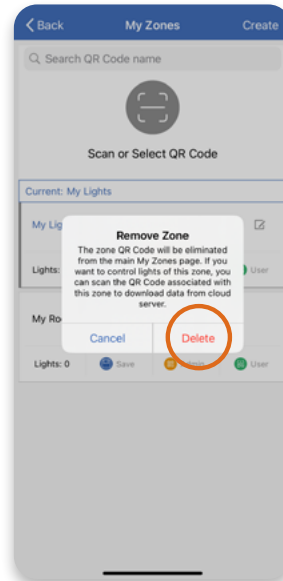 Back My Zones Create
Search QR Code name
Scan or Select QR Code
Current: My Lights
My Lig
Remove Zone
The zone QR Code will be eliminated
from the main My Zones page. If you
want to control lights of this zone, you
can scan the QR Code associated with
this zone to download data from cloud
server.
Lights: User
My Ro
Cancel Delete
Lights: 0 Save Admin User